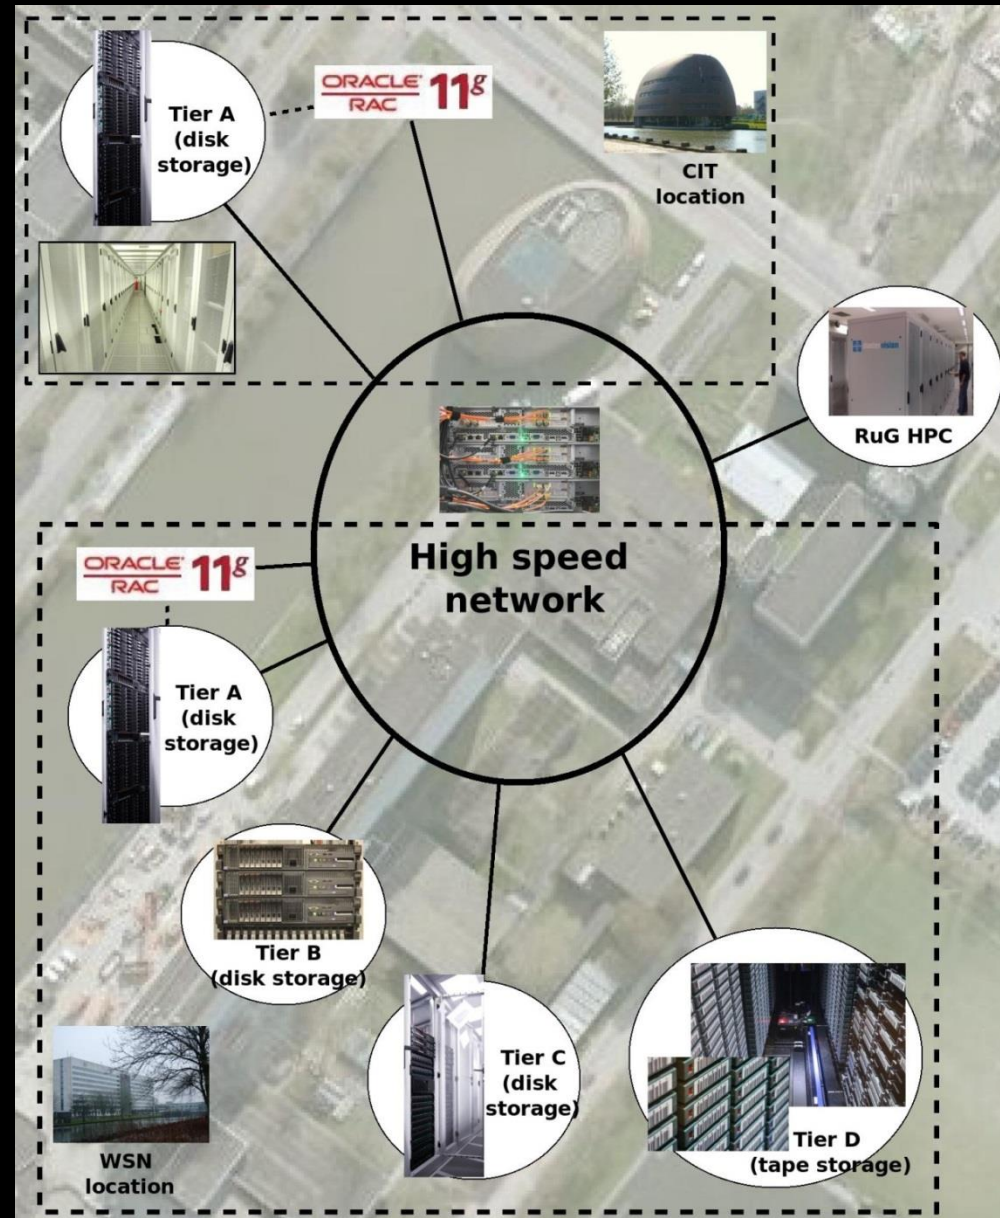 Tier A
(disk
storage)
ORACLE
RAC
11g
CIT
location
RuG HPC
High speed
network
ORACLE
RAC
11g
Tier A
(disk
storage)
Tier B
(disk storage)
Tier C
(disk
storage)
Tier D
(tape storage)
WSN
location